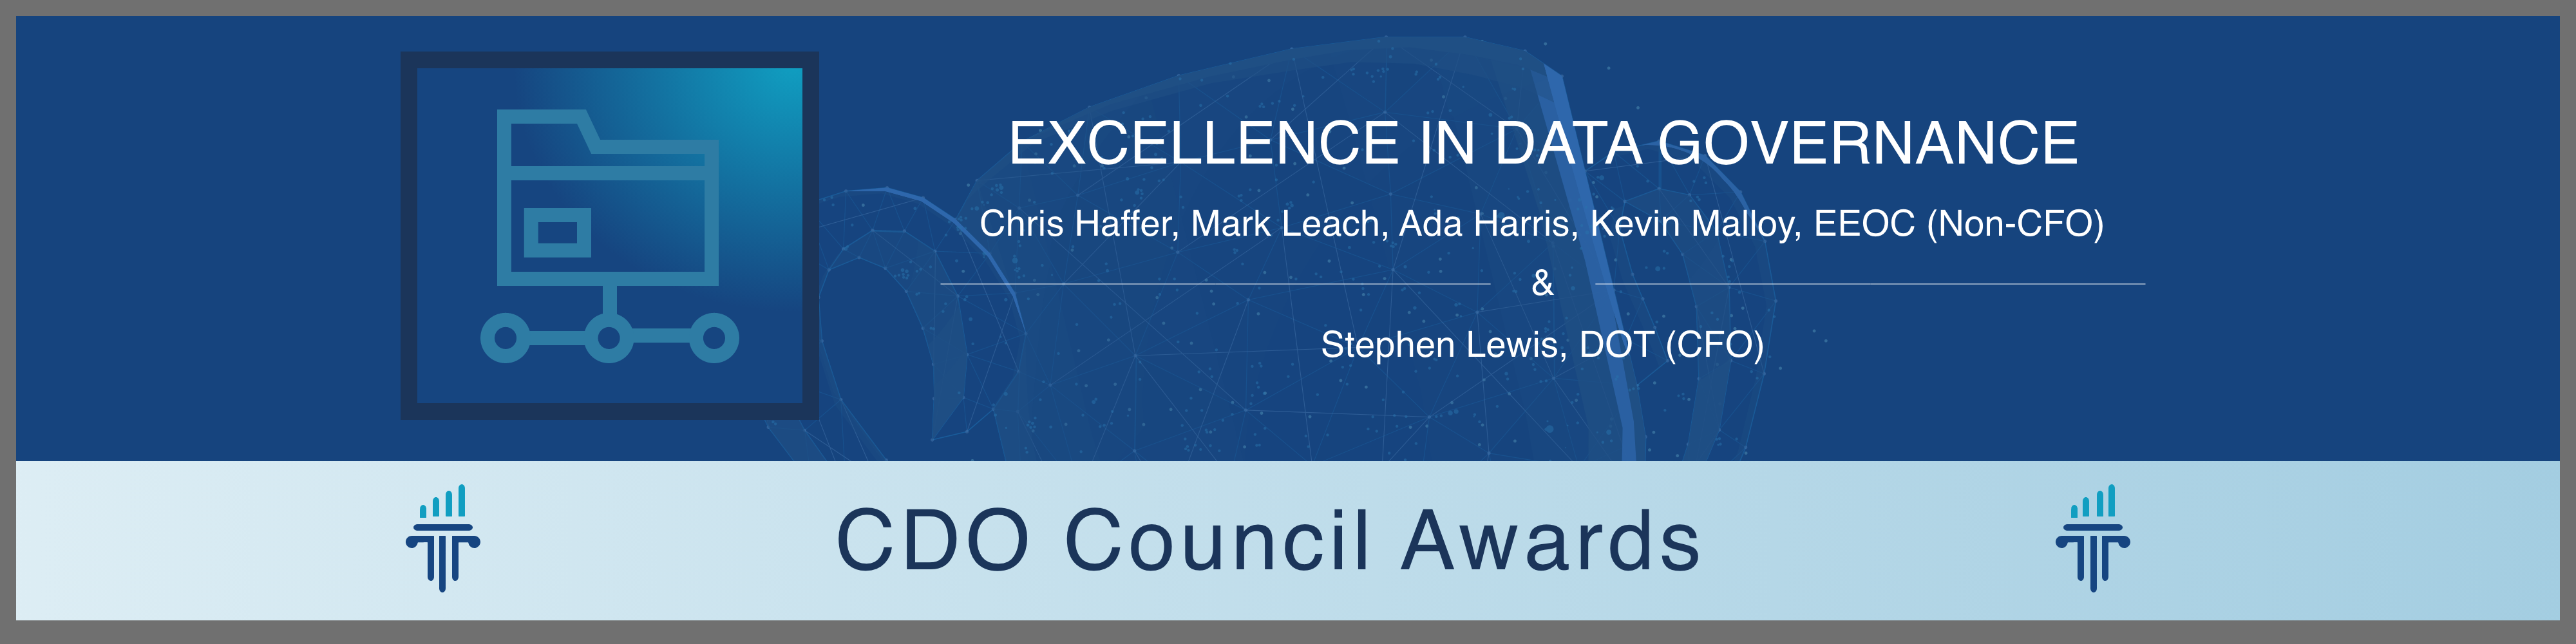 EXCELLENCE IN DATA GOVERNANCE
Chris Haffer, Mark Leach, Ada Harris, Kevin Malloy, EEOC (Non-CFO)
&
Stephen Lewis, DOT (CFO)
CDO Council Awards